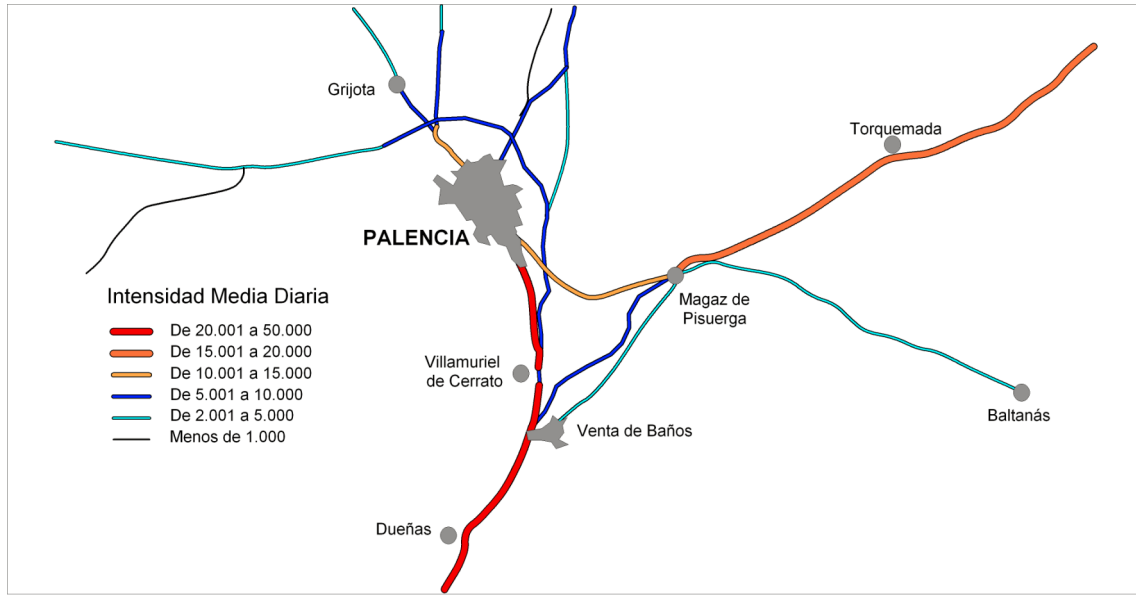 Grijota
Torquemada
PALENCIA
Intensidad Media Diaria
De 20.001 a 50.000
De 15.001 a 20.000
De 10.001 a 15.000
De 5.001 a 10.000
De 2.001 a 5.000
Menos de 1.000
Magaz de
Pisuerga
Villamuriel
de Cerrato
Baltanás
Venta de Baños
Dueñas